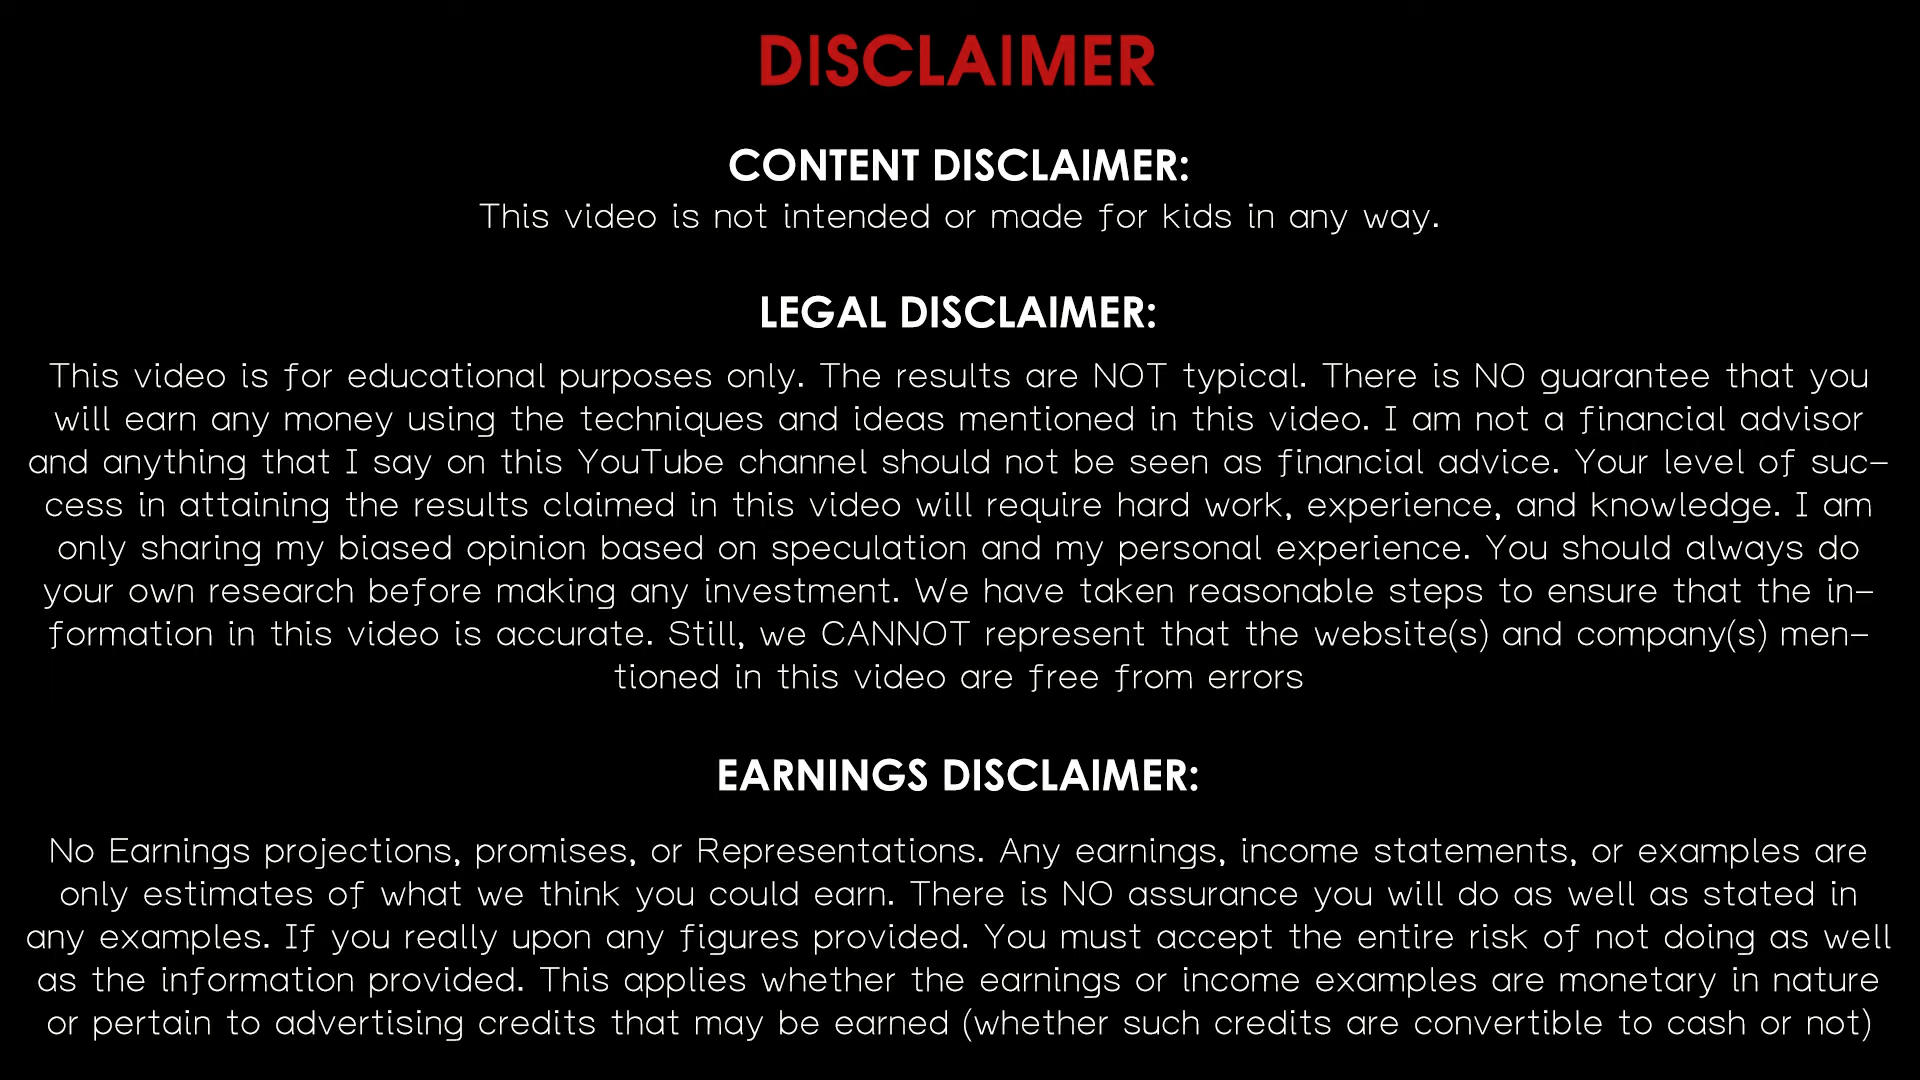 DISCLAIMER
CONTENT DISCLAIMER:
This video is not intended or made for kids in any way.
LEGAL DISCLAIMER:
This video is for educational purposes only. The results are NOT typical. There is NO guarantee that you
will earn any money using the techniques and ideas mentioned in this video. I am not a financial advisor
and anything that I say on this YouTube channel should not be seen as financial advice. Your level of suc-
cess in attaining the results claimed in this video will require hard work, experience, and knowledge. I am
only sharing my biased opinion based on speculation and my personal experience. You should always do
your own research before making any investment. We have taken reasonable steps to ensure that the in-
formation in this video is accurate. Still, we CANNOT represent that the website(s) and company(s) men-
tioned in this video are free from errors
EARNINGS DISCLAIMER:
No Earnings projections, promises, or Representations. Any earnings, income statements, or examples are
only estimates of what we think you could earn. There is NO assurance you will do as well as stated in
any examples. If you really upon any figures provided. You must accept the entire risk of not doing as well
as the information provided. This applies whether the earnings or income examples are monetary in nature
or pertain to advertising credits that may be earned (whether such credits are convertible to cash or not)